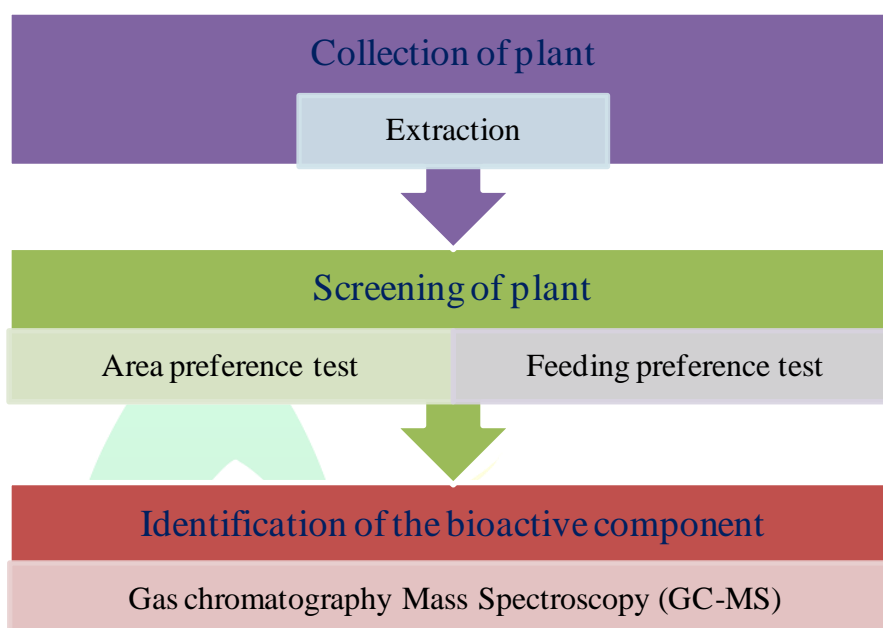 Collection of plant
Extraction
Screening of plant
Area preference test
Feeding preference test
Identification of the bioactive component
Gas chromatography Mass Spectroscopy (GC-MS)